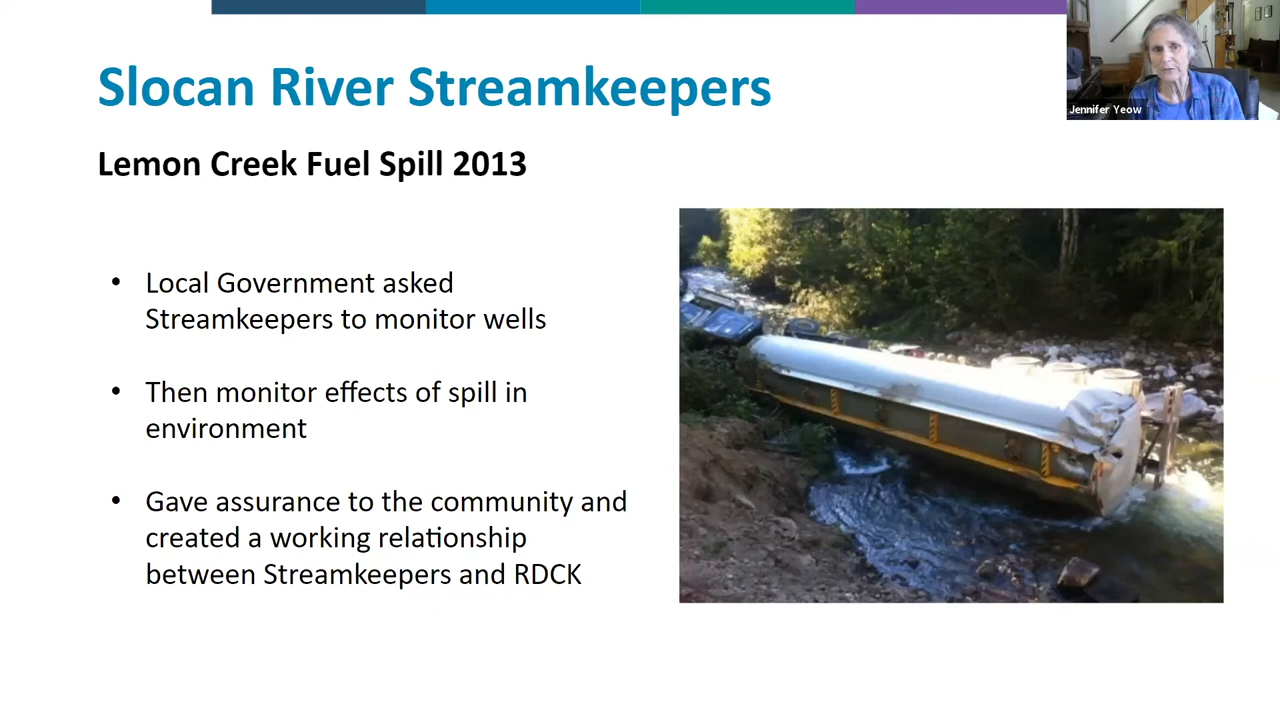 Slocan River Streamkeepers
Jennifer Yeow
Lemon Creek Fuel Spill 2013
• Local Government asked
Streamkeepers to monitor wells
• Then monitor effects of spill in
environment
• Gave assurance to the community and
created a working relationship
between Streamkeepers and RDCK